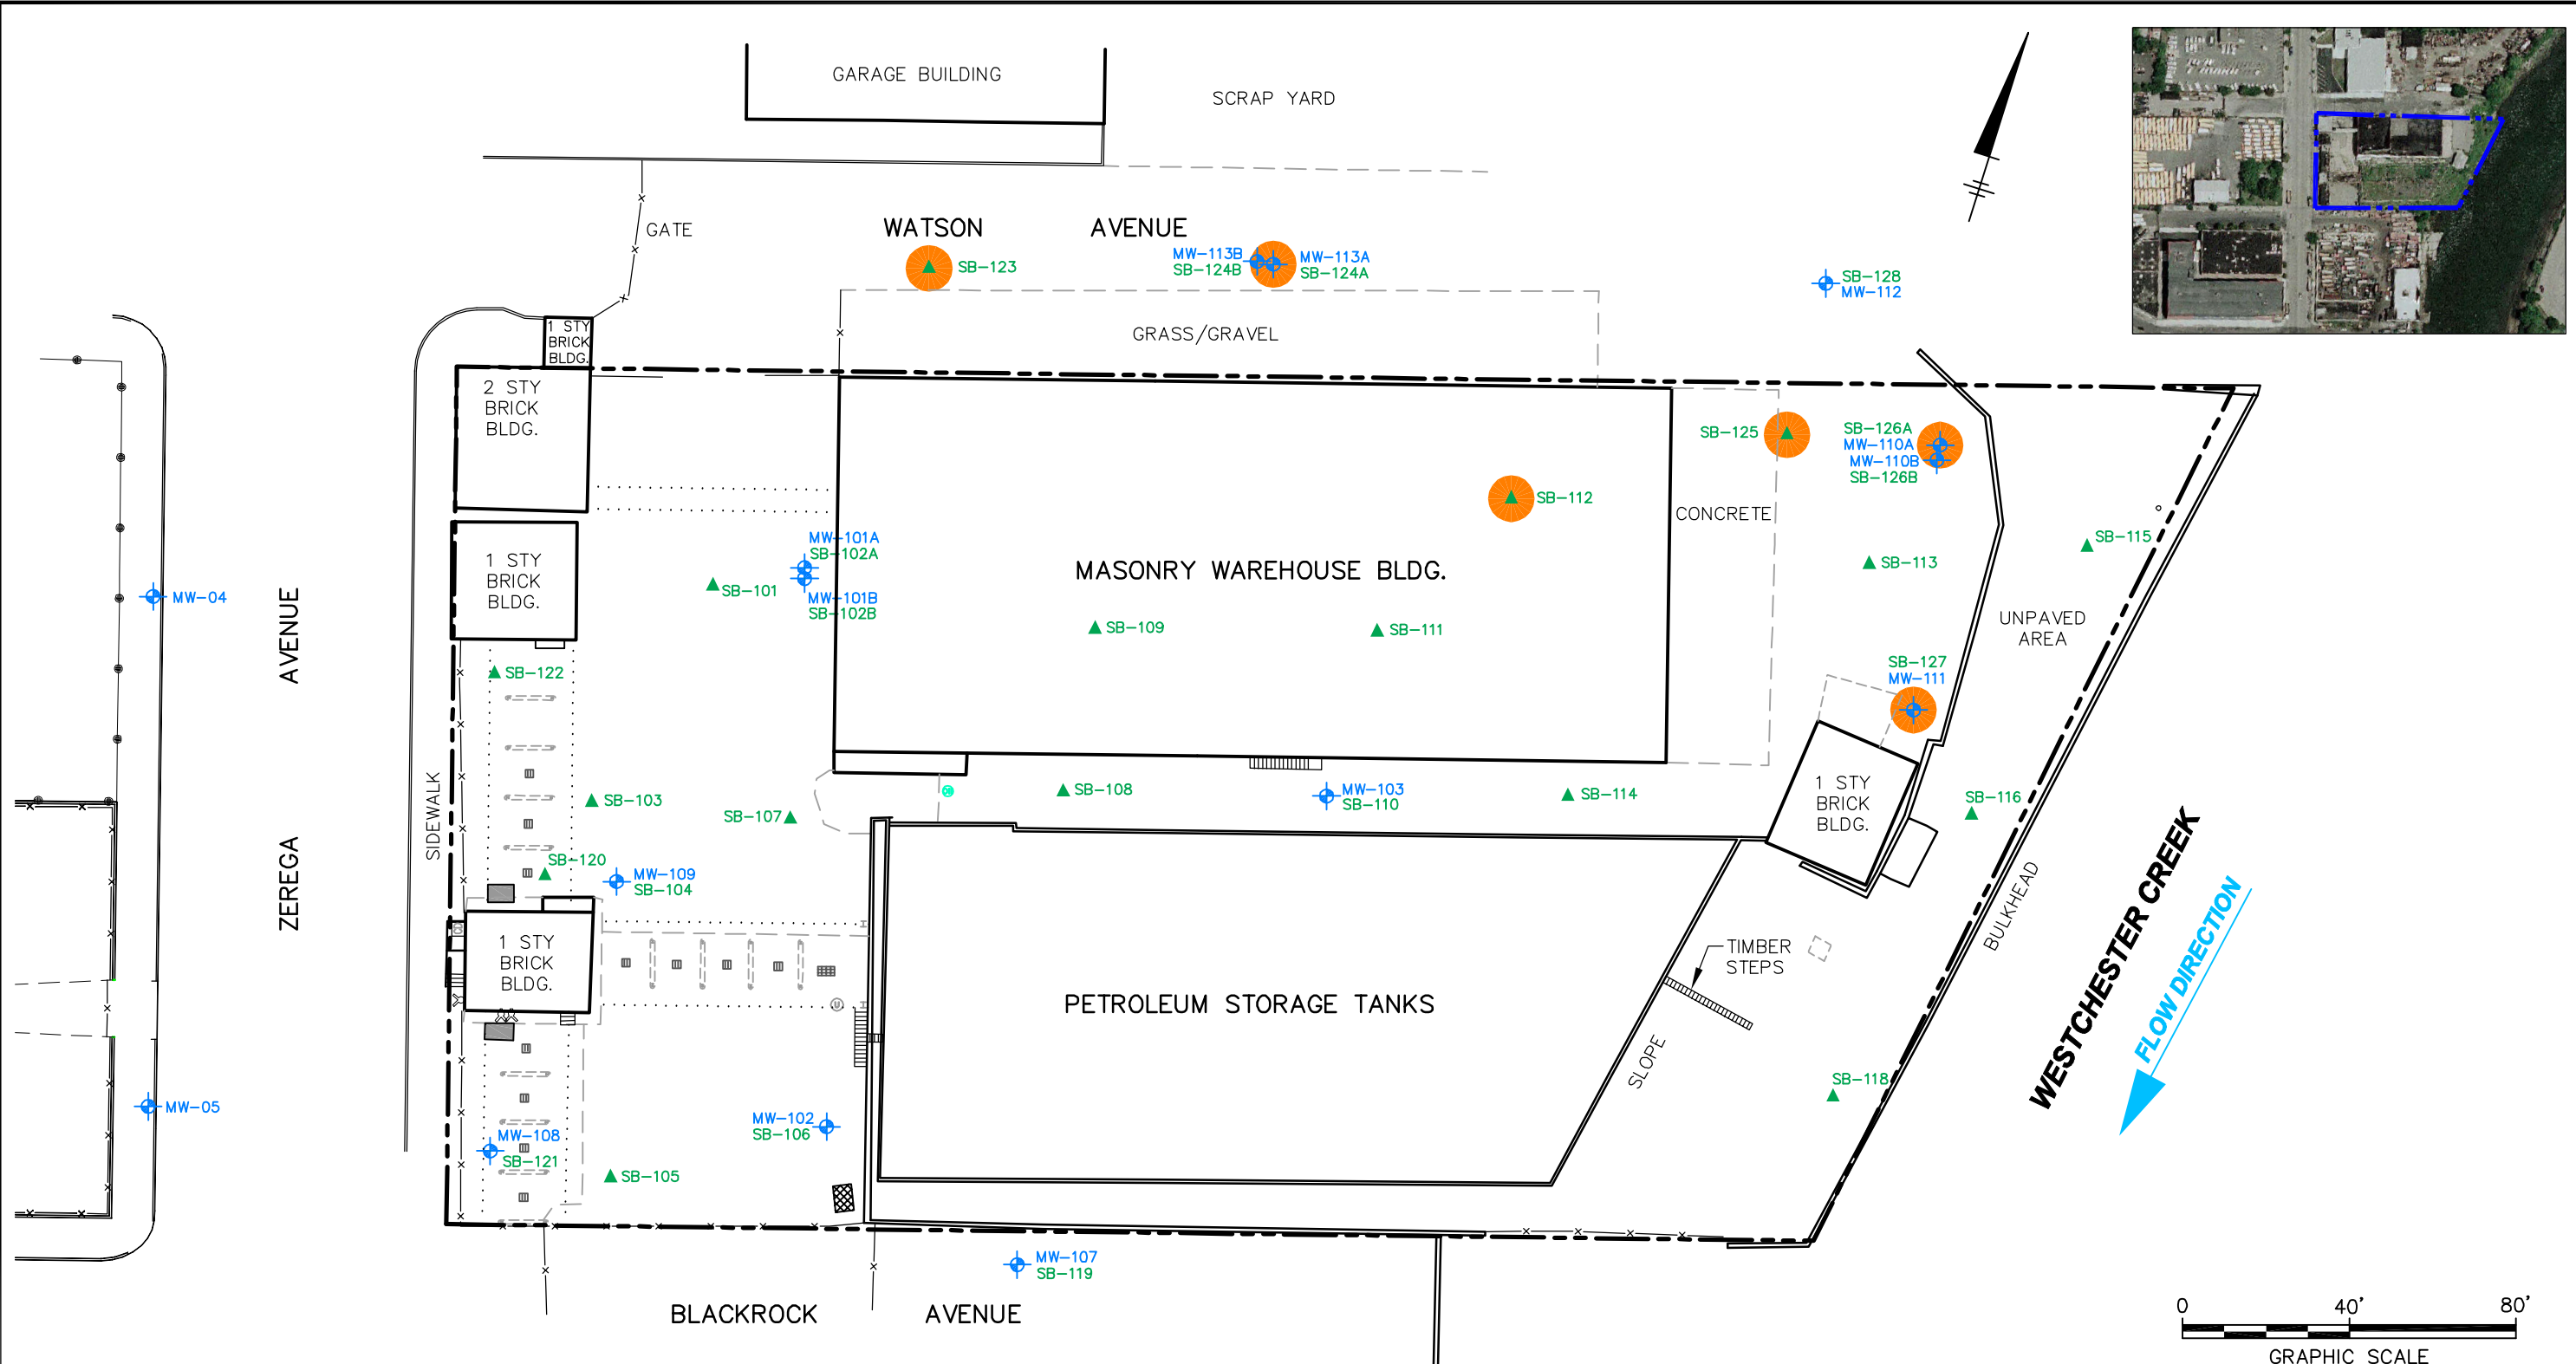 GARAGE BUILDING
SCRAP YARD
GATE
WATSON AVENUE
SB-123
MW-113B
SB-124B
MW-113A
SB-124A
SB-128
MW-112
GRASS/GRAVEL
1 STY
BRICK
BLDG.
2 STY
BRICK
BLDG.
SB-125
SB-126A
MW-110A
MW-110B
SB-126B
SB-112
CONCRETE
MW-101A
SB-102A
MW-101B
SB-102B
SB-101
1 STY
BRICK
BLDG.
MASONRY WAREHOUSE BLDG.
SB-113
SB-115
MW-04
SB-109
SB-111
UNPAVED
AREA
SB-122
SB-127
MW-111
ZEREGA AVENUE
SIDEWALK
SB-103
SB-107
SB-108
MW-103
SB-110
SB-114
1 STY
BRICK
BLDG.
SB-116
SB-120
MW-109
SB-104
1 STY
BRICK
BLDG.
U
TIMBER
STEPS
BULKHEAD
WESTCHESTER CREEK
FLOW DIRECTION
PETROLEUM STORAGE TANKS
SLOPE
SB-118
MW-05
MW-108
SB-121
MW-102
SB-106
SB-105
MW-107
SB-119
BLACKROCK AVENUE
0 40' 80'
GRAPHIC SCALE